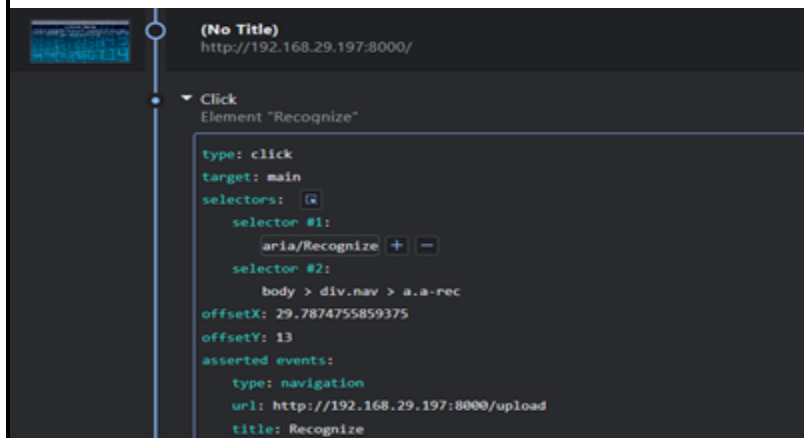 (No Title)
http://192.168.29.197:8000/
Click
Element "Recognize"
type: click
target: main
selectors:
selector #1:
aria/Recognize + −
selector #2:
body > div.nav > a.a-rec
offsetX: 29.7874755859375
offsetY: 13
asserted events:
type: navigation
url: http://192.168.29.197:8000/upload
title: Recognize